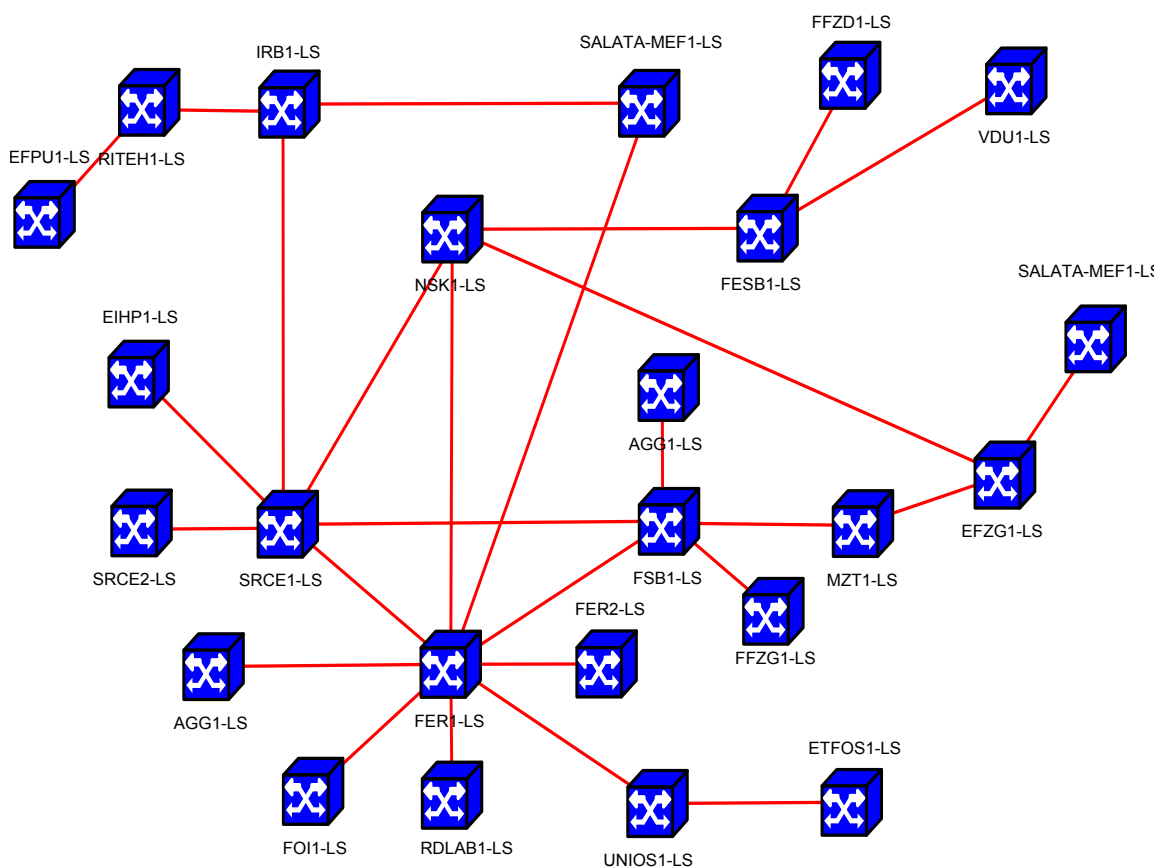 FFZD1-LS
SALATA-MEF1-LS
IRB1-LS
VDU1-LS
EFPU1-LS
RITEH1-LS
SALATA-MEF1-LS
NSK1-LS
FESB1-LS
EIHP1-LS
AGG1-LS
EFZG1-LS
SRCE2-LS
SRCE1-LS
FSB1-LS
MZT1-LS
FER2-LS
FFZG1-LS
AGG1-LS
FER1-LS
ETFOS1-LS
FOI1-LS
RDLAB1-LS
UNIOS1-LS